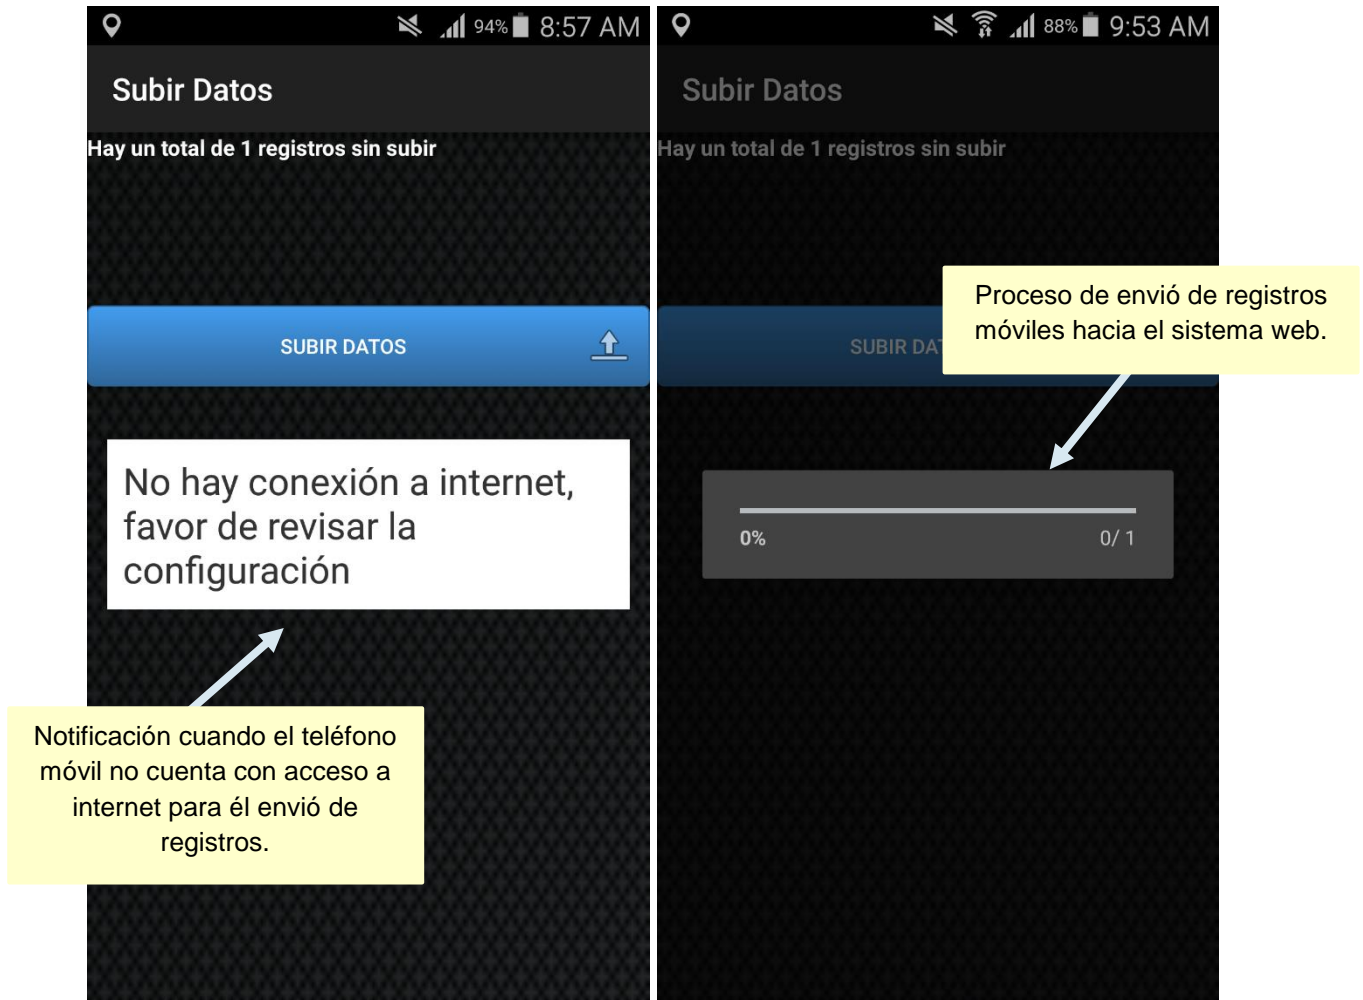 94% 8:57 AM
Subir Datos
Hay un total de 1 registros sin subir
SUBIR DATOS
No hay conexión a internet,
favor de revisar la
configuración
Notificación cuando el teléfono
móvil no cuenta con acceso a
internet para él envió de
registros.
88% 9:53 AM
Subir Datos
Hay un total de 1 registros sin subir
Proceso de envió de registros
móviles hacia el sistema web.
SUBIR DAT
0% 0/ 1